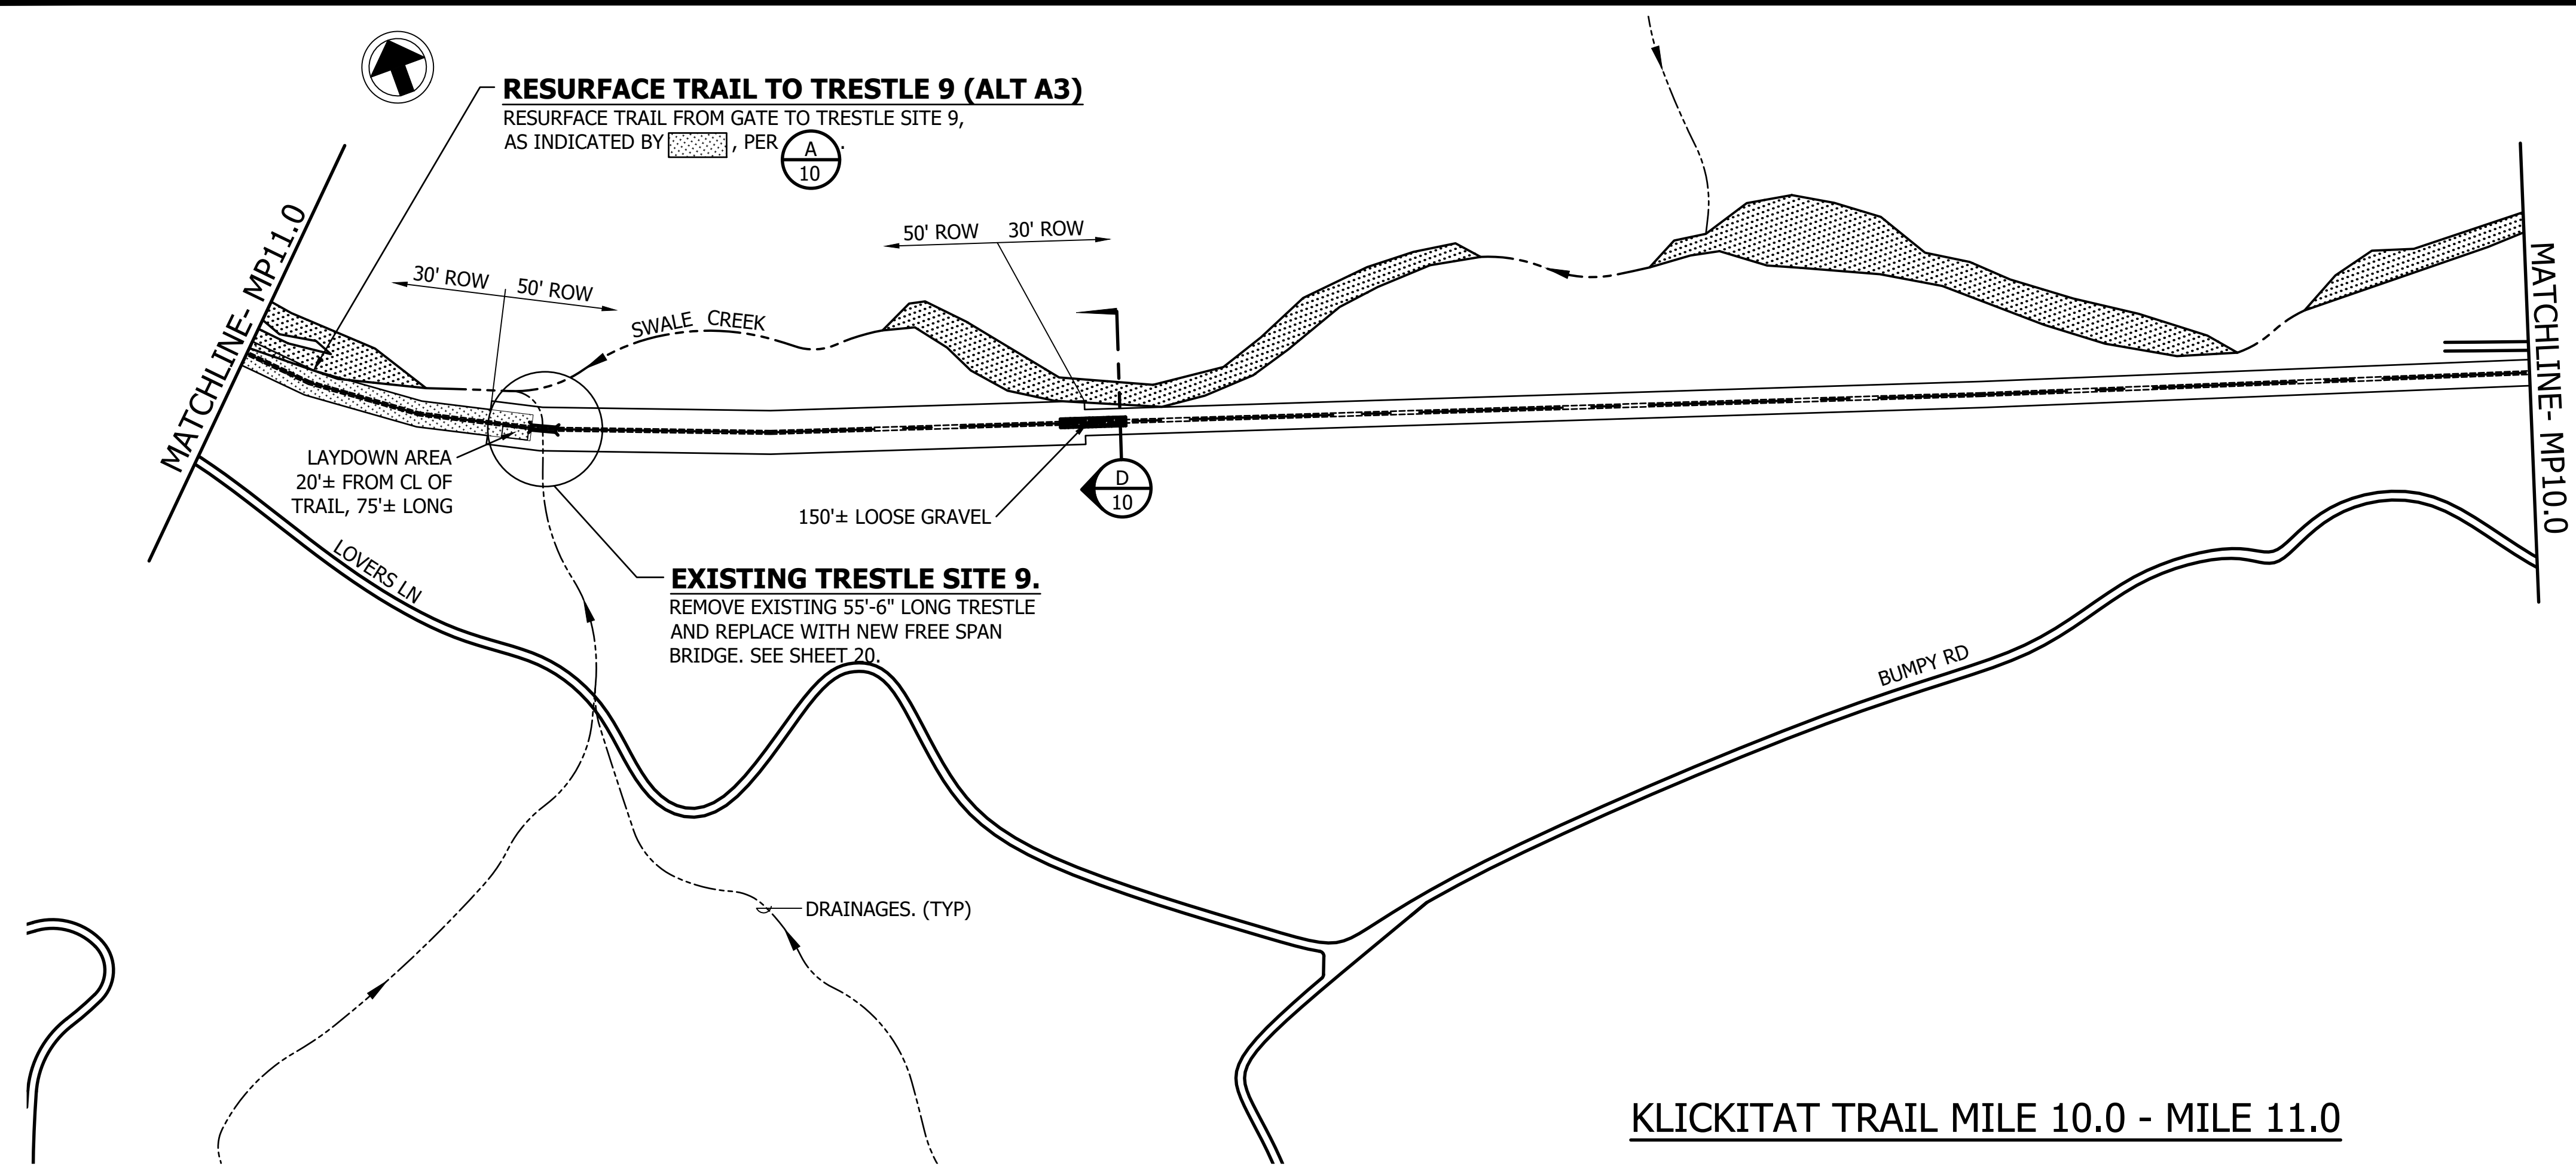 RESURFACE TRAIL TO TRESTLE 9 (ALT A3)
RESURFACE TRAIL FROM GATE TO TRESTLE SITE 9,
AS INDICATED BY , PER A 10 .
MATCHLINE- MP11.0
30' ROW
50' ROW
SWALE CREEK
50' ROW
30' ROW
MATCHLINE- MP10.0
LAYDOWN AREA
20'± FROM CL OF
TRAIL, 75'± LONG
150'± LOOSE GRAVEL
D
10
LOVERS LN
EXISTING TRESTLE SITE 9.
REMOVE EXISTING 55'-6" LONG TRESTLE
AND REPLACE WITH NEW FREE SPAN
BRIDGE. SEE SHEET 20.
BUMPY RD
DRAINAGES. (TYP)
KLICKITAT TRAIL MILE 10.0 - MILE 11.0